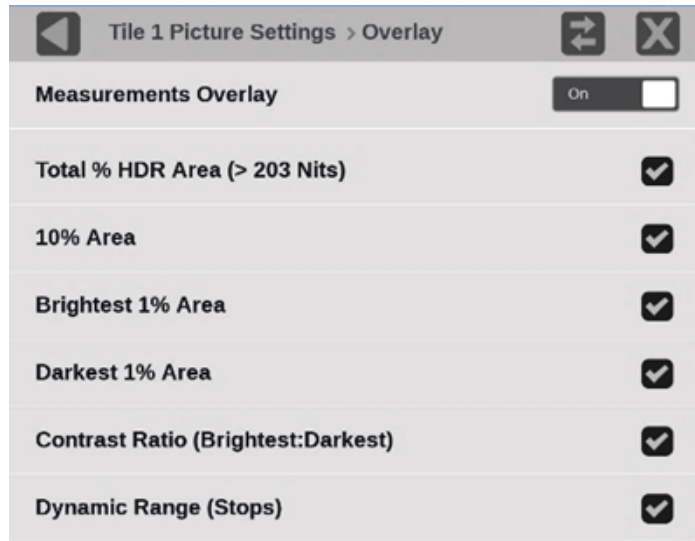 Tile 1 Picture Settings > Overlay
Measurements Overlay On
Total % HDR Area (> 203 Nits)
10% Area
Brightest 1% Area
Darkest 1% Area
Contrast Ratio (Brightest:Darkest)
Dynamic Range (Stops)